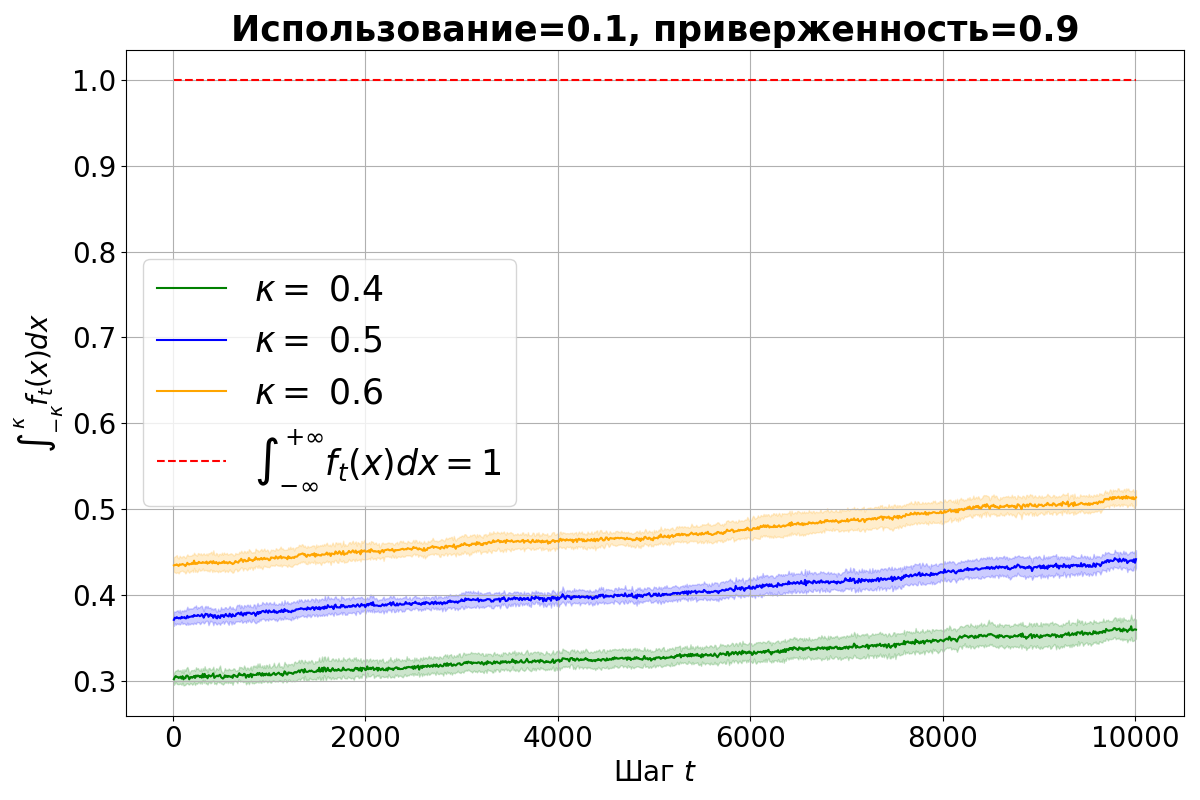 Использование=0.1, приверженность=0.9
1.0
0.9
0.8
0.7
0.6
0.5
0.4
0.3
∫_{-κ}^{κ} f_t(x)dx
κ = 0.4
κ = 0.5
κ = 0.6
∫_{-∞}^{+∞} f_t(x)dx = 1
0 2000 4000 6000 8000 10000
Шаг t